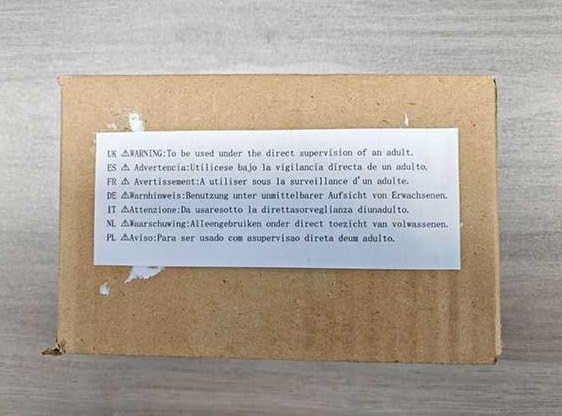 UK ⚠WARNING:To be used under the direct supervision of an adult.
ES ⚠ Advertencia:Utilicese bajo la vigilancia directa de un adulto.
FR ⚠ Avertissement:A utiliser sous la surveillance d'un adulte.
DE ⚠Warnhinweis:Benutzung unter unmittelbarer Aufsicht von Erwachsenen.
IT ⚠Attenzione:Da usaresotto la direttasorveglianza diunadulto.
NL ⚠Waarschuwing:Alleengebruiken onder direct toezicht van volwassenen.
PL ⚠Aviso:Para ser usado com asupervisao direta deum adulto.